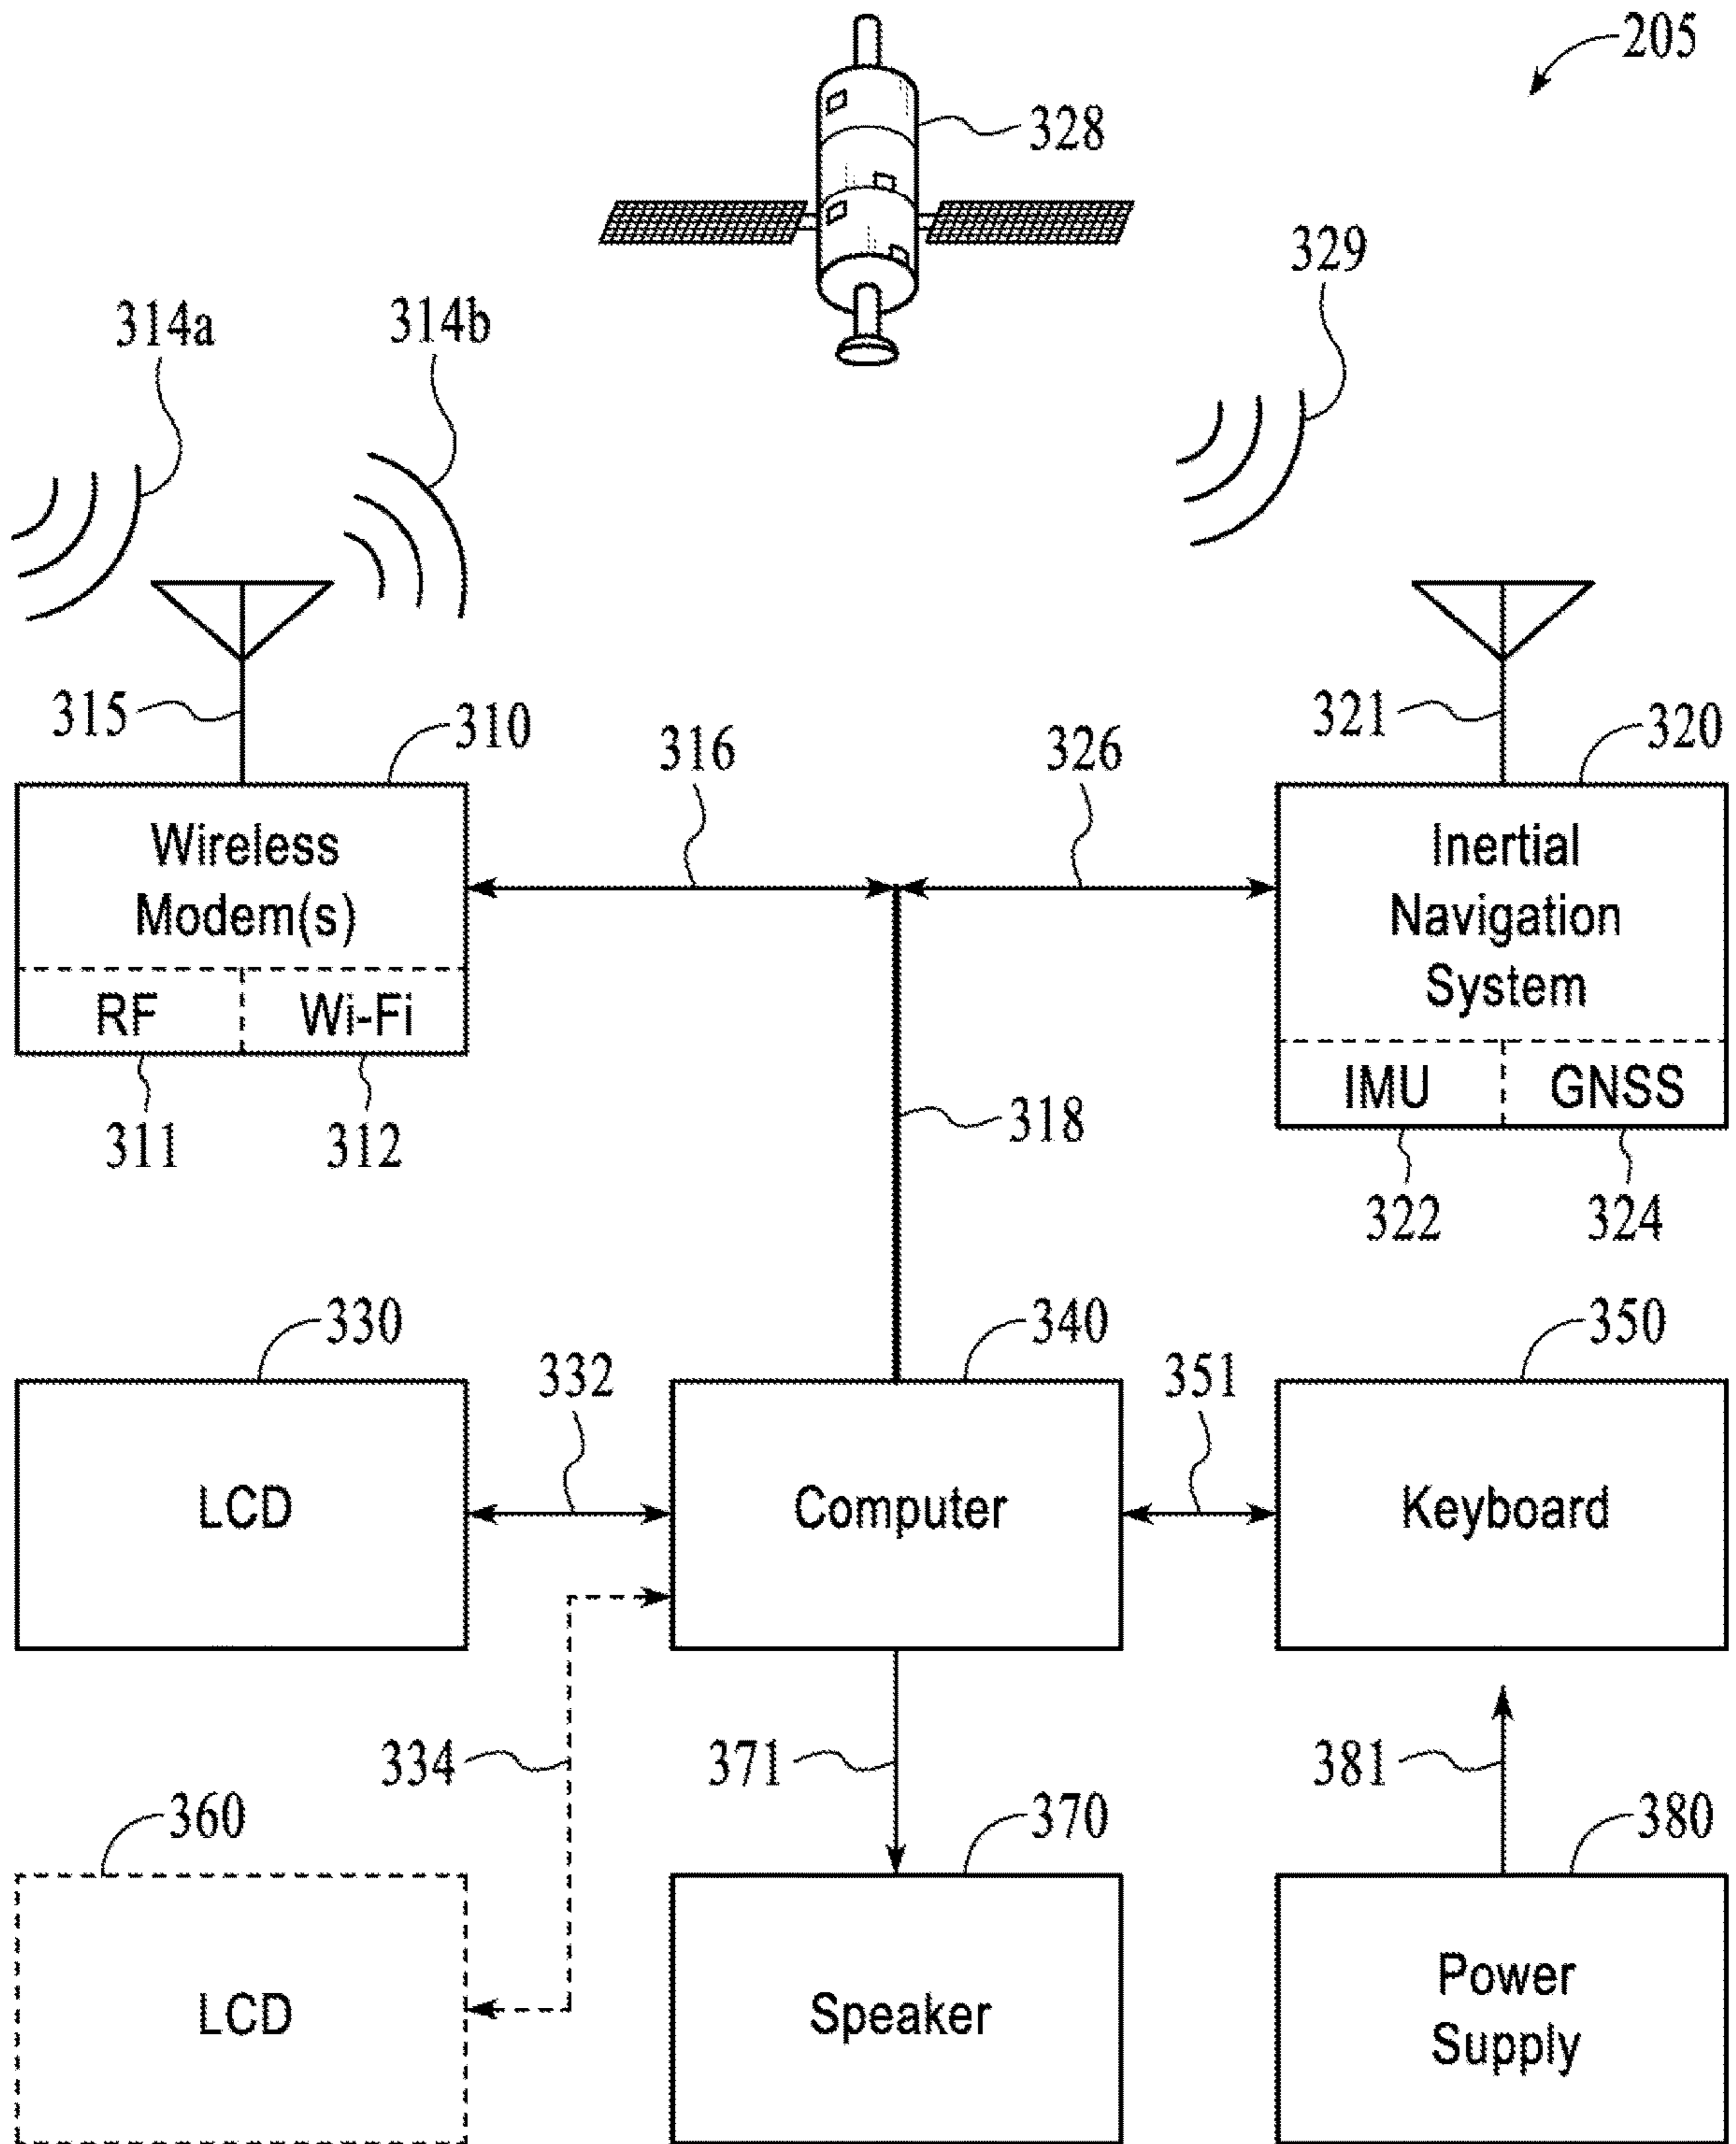 205
328
329
314a
314b
315
310
316
326
321
320
Wireless
Modem(s)
RF
Wi-Fi
311
312
Inertial
Navigation
System
IMU
GNSS
322
324
318
330
332
340
351
350
LCD
Computer
Keyboard
334
371
381
360
370
380
LCD
Speaker
Power
Supply